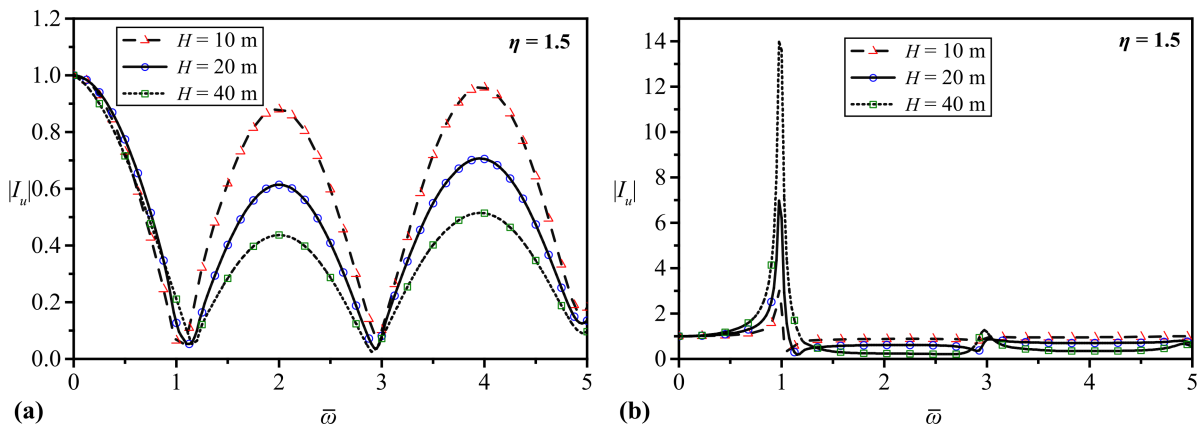 η = 1.5
H = 10 m
H = 20 m
H = 40 m
1.2
1.0
0.8
0.6
0.4
0.2
0.0
|I_u|
0 1 2 3 4 5
ω̅
(a)
η = 1.5
H = 10 m
H = 20 m
H = 40 m
14
12
10
8
6
4
2
0
|I_u|
0 1 2 3 4 5
ω̅
(b)